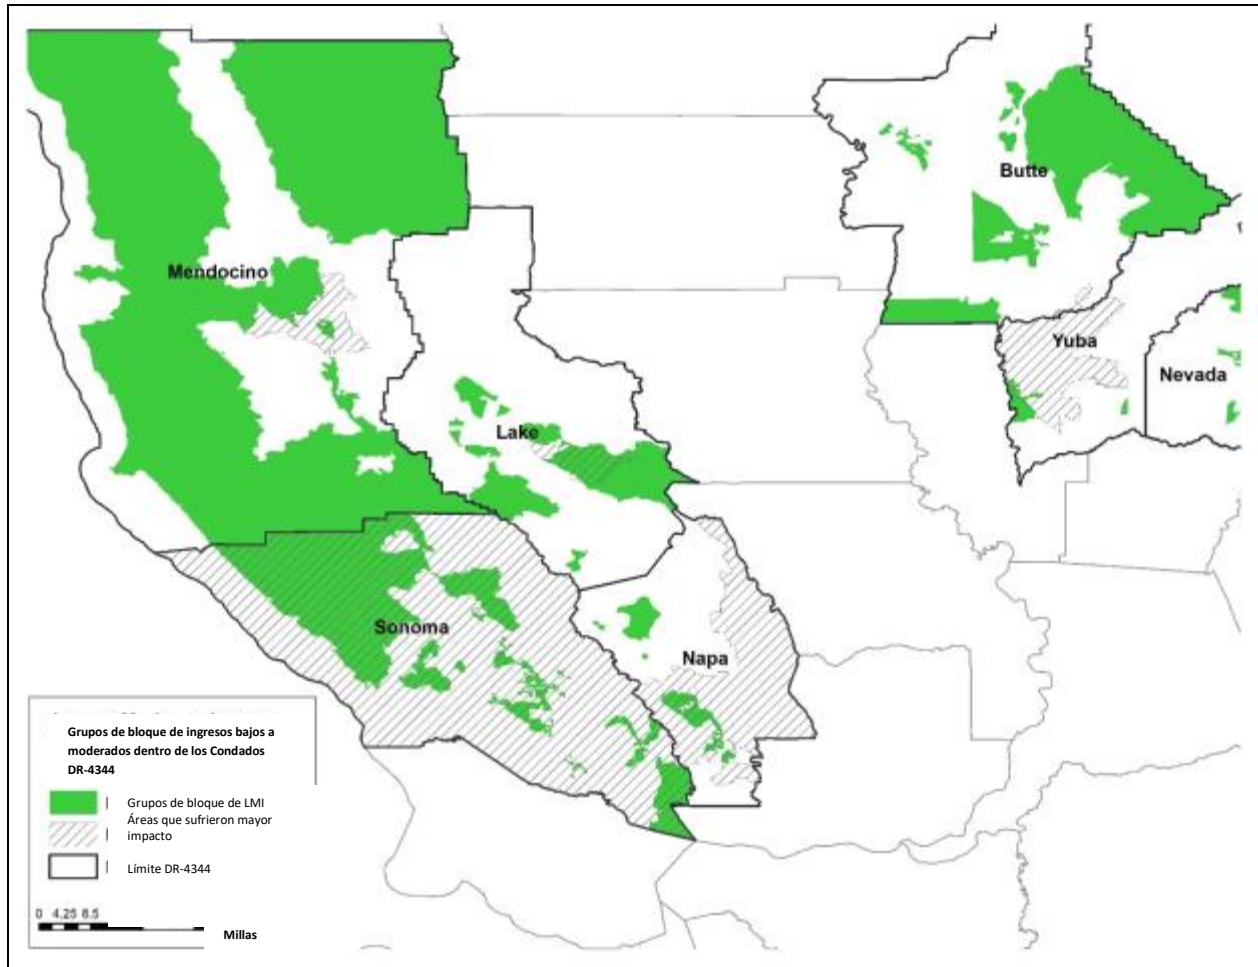 Butte
Mendocino
Yuba
Nevada
Lake
Sonoma
Napa
Grupos de bloque de ingresos bajos a
moderados dentro de los Condados
DR-4344
Grupos de bloque de LMI
Áreas que sufrieron mayor
impacto
Límite DR-4344
0 4.25 8.5
Millas